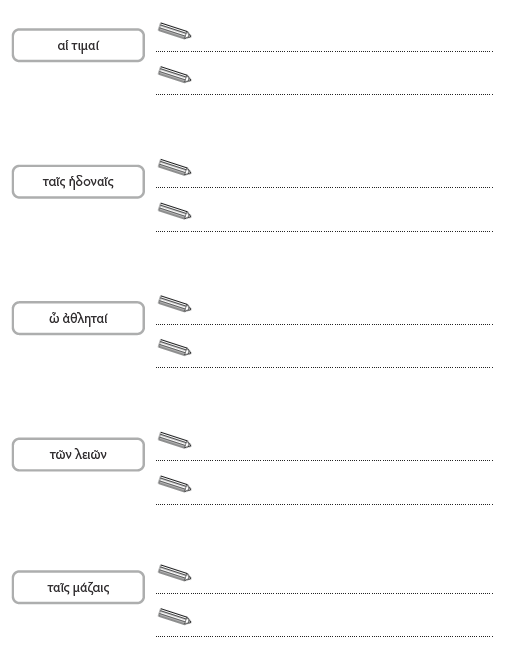 αἱ τιμαί
ταῖς ἡδοναῖς
ὦ ἀθληταί
τῶν λειῶν
ταῖς μάζαις